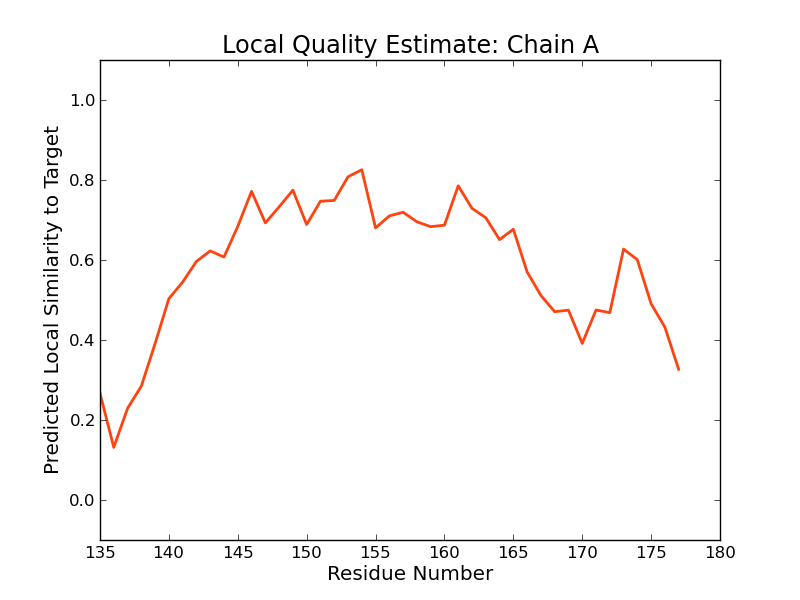 Local Quality Estimate: Chain A
Predicted Local Similarity to Target
1.0
0.8
0.6
0.4
0.2
0.0
135 140 145 150 155 160 165 170 175 180
Residue Number